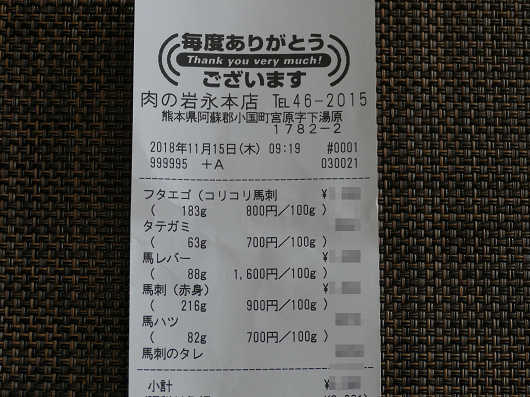 毎度ありがとう
Thank you very much!
ございます
肉の岩永本店 TEL46-2015
熊本県阿蘇郡小国町宮原字下湯原
1782-2
2018年11月15日(木) 09:19 #0001
999995 +A 030021
フタエゴ(コリコリ馬刺 ¥
( 183g 800円/100g )
タテガミ
( 63g 700円/100g )
馬レバー ¥
( 88g 1,600円/100g )
馬刺(赤身) ¥
( 216g 900円/100g )
馬ハツ
( 82g 700円/100g )
馬刺のタレ
小計 ¥